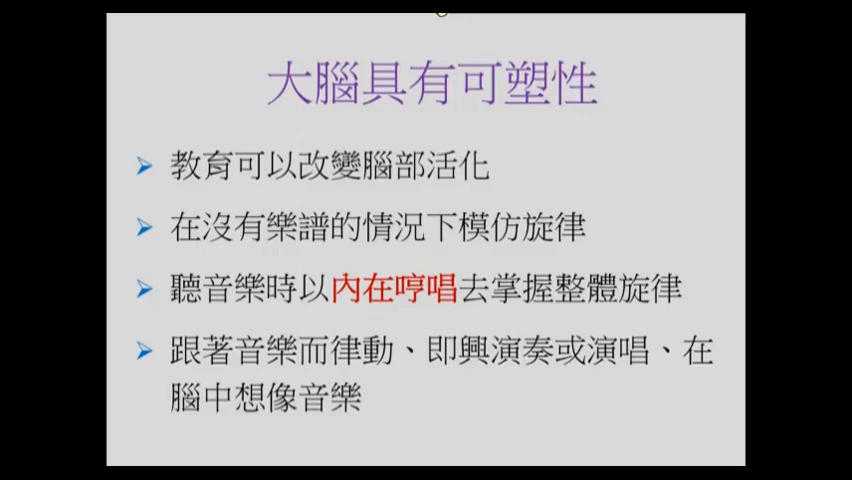 大腦具有可塑性
教育可以改變腦部活化
在沒有樂譜的情況下模仿旋律
聽音樂時以內在哼唱去掌握整體旋律
跟著音樂而律動、即興演奏或演唱、在
腦中想像音樂